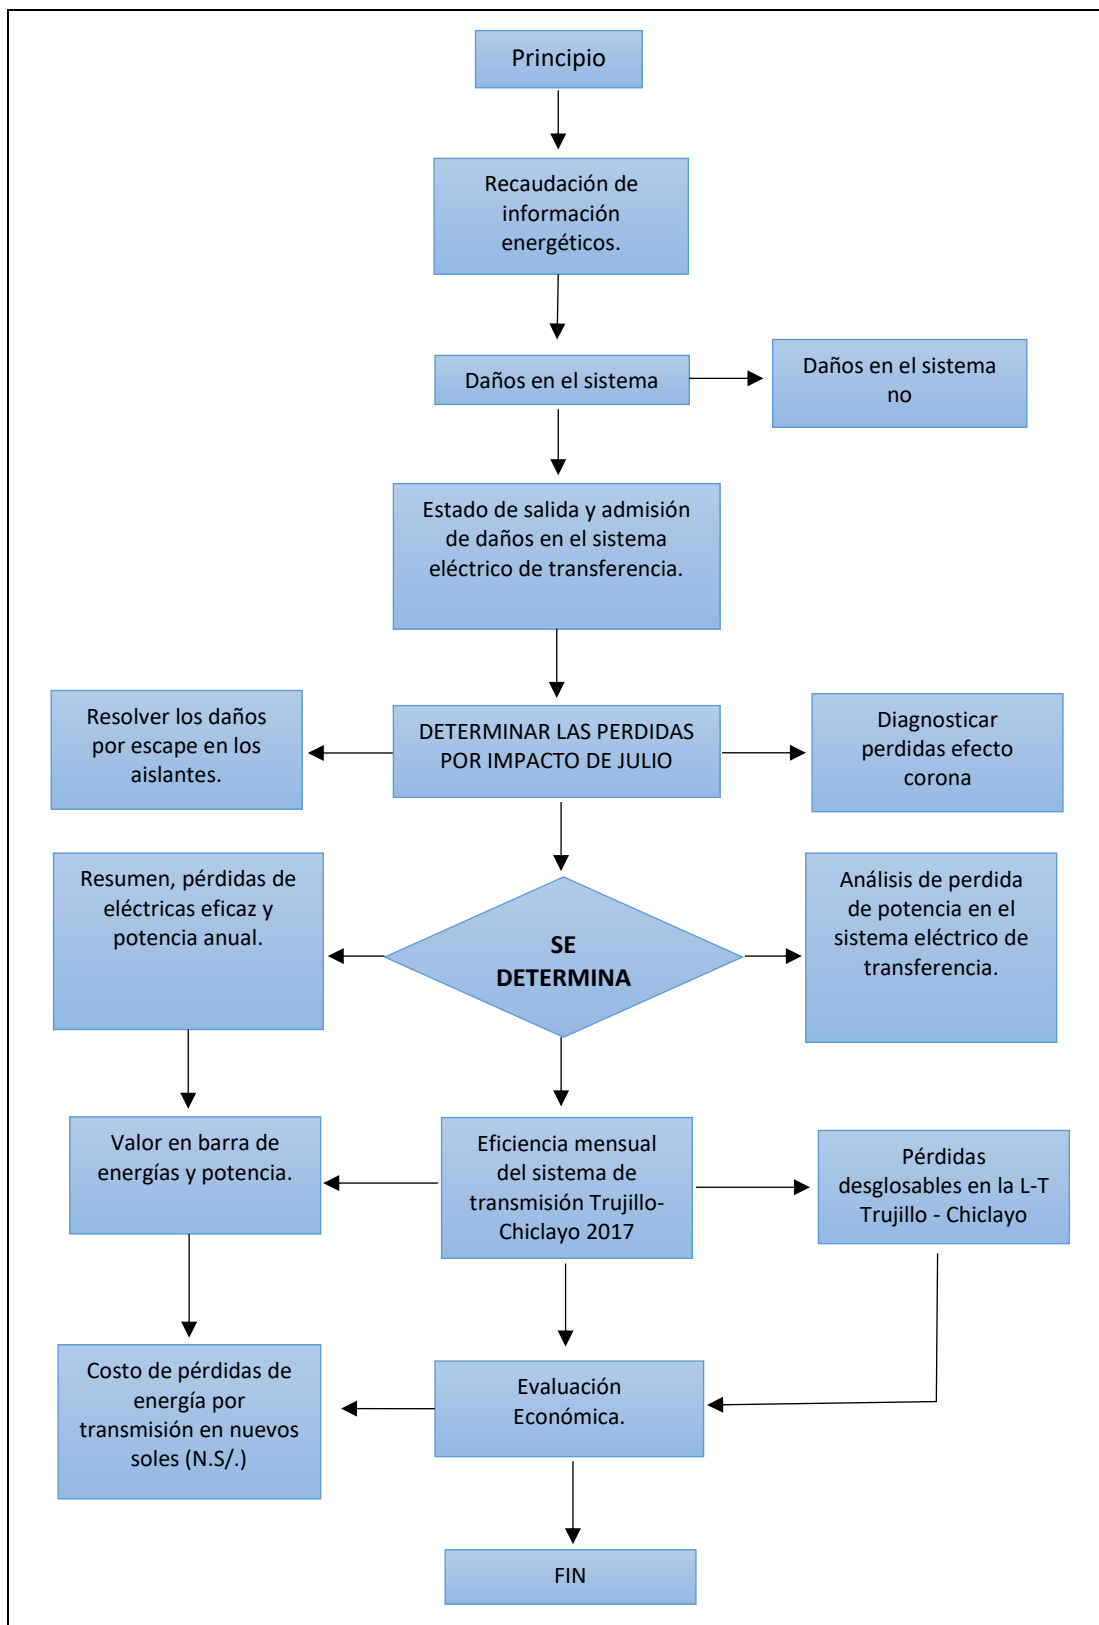 Principio
Recaudación de
información
energéticos.
Daños en el sistema
Daños en el sistema
no
Estado de salida y admisión
de daños en el sistema
eléctrico de transferencia.
Resolver los daños
por escape en los
aislantes.
DETERMINAR LAS PERDIDAS
POR IMPACTO DE JULIO
Diagnosticar
perdidas efecto
corona
Resumen, pérdidas de
eléctricas eficaz y
potencia anual.
SE
DETERMINA
Análisis de perdida
de potencia en el
sistema eléctrico de
transferencia.
Valor en barra de
energías y potencia.
Eficiencia mensual
del sistema de
transmisión Trujillo-
Chiclayo 2017
Pérdidas
desglosables en la L-T
Trujillo - Chiclayo
Costo de pérdidas de
energía por
transmisión en nuevos
soles (N.S/.)
Evaluación
Económica.
FIN